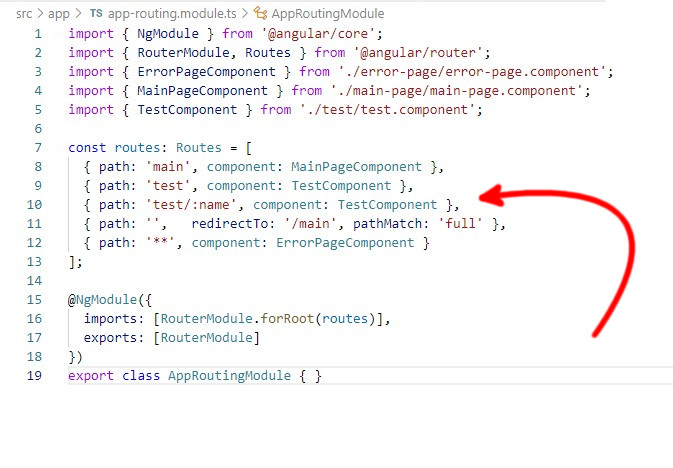 src > app > TS app-routing.module.ts > AppRoutingModule
1 import { NgModule } from '@angular/core';
2 import { RouterModule, Routes } from '@angular/router';
3 import { ErrorPageComponent } from './error-page/error-page.component';
4 import { MainPageComponent } from './main-page/main-page.component';
5 import { TestComponent } from './test/test.component';
6
7 const routes: Routes = [
8   { path: 'main', component: MainPageComponent },
9   { path: 'test', component: TestComponent },
10   { path: 'test/:name', component: TestComponent },
11   { path: '',   redirectTo: '/main', pathMatch: 'full' },
12   { path: '**', component: ErrorPageComponent }
13 ];
14
15 @NgModule({
16   imports: [RouterModule.forRoot(routes)],
17   exports: [RouterModule]
18 })
19 export class AppRoutingModule { }